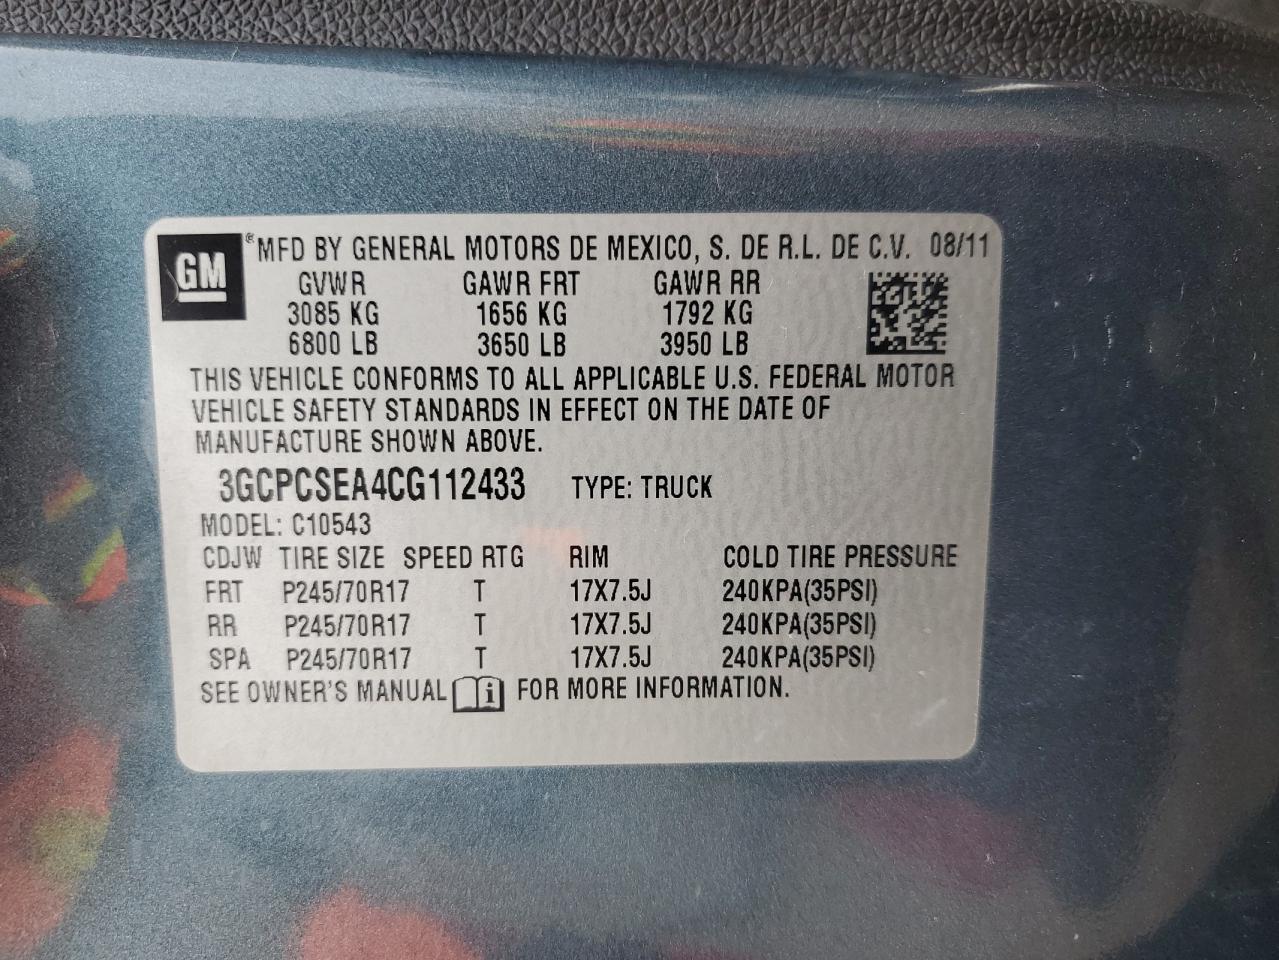 GM ® MFD BY GENERAL MOTORS DE MEXICO, S. DE R.L. DE C.V. 08/11
GVWR GAWR FRT GAWR RR
3085 KG 1656 KG 1792 KG
6800 LB 3650 LB 3950 LB
THIS VEHICLE CONFORMS TO ALL APPLICABLE U.S. FEDERAL MOTOR
VEHICLE SAFETY STANDARDS IN EFFECT ON THE DATE OF
MANUFACTURE SHOWN ABOVE.
3GCPCSEA4CG112433 TYPE: TRUCK
MODEL: C10543
CDJW TIRE SIZE SPEED RTG RIM COLD TIRE PRESSURE
FRT P245/70R17 T 17X7.5J 240KPA(35PSI)
RR P245/70R17 T 17X7.5J 240KPA(35PSI)
SPA P245/70R17 T 17X7.5J 240KPA(35PSI)
SEE OWNER'S MANUAL i FOR MORE INFORMATION.